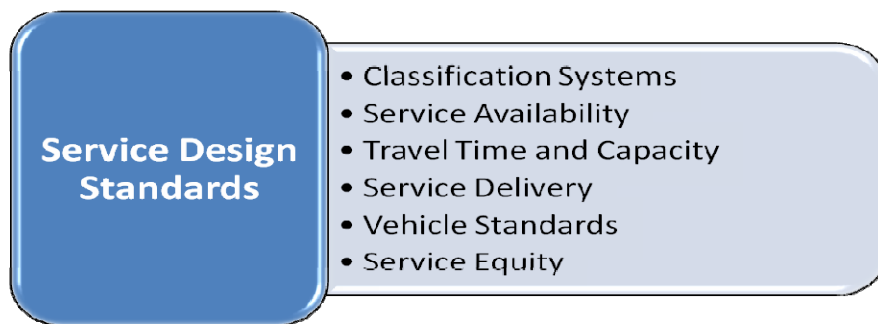 Service Design
Standards
• Classification Systems
• Service Availability
• Travel Time and Capacity
• Service Delivery
• Vehicle Standards
• Service Equity